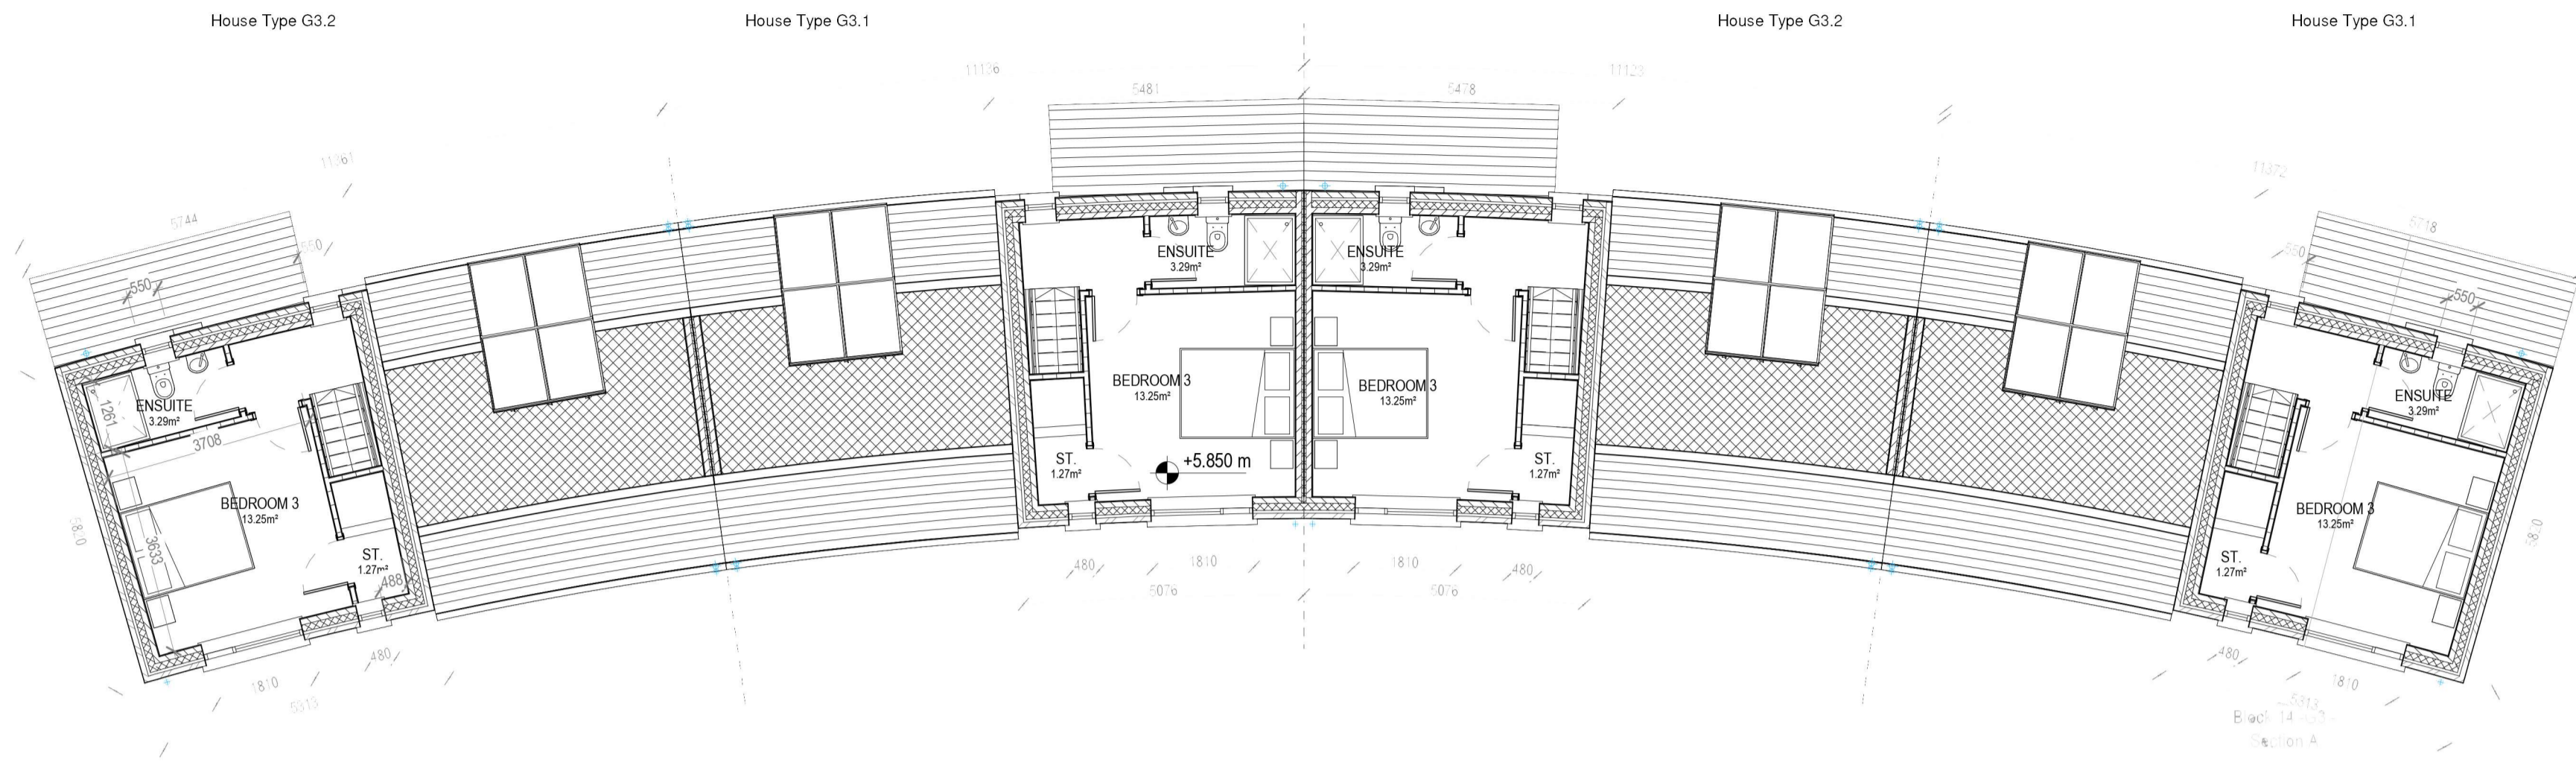 House Type G3.2
House Type G3.1
House Type G3.2
House Type G3.1
11136
11123
5481
5478
11361
11372
5744
5718
550
550
550
550
ENSUITE
3.29m²
ENSUITE
3.29m²
ENSUITE
3.29m²
ENSUITE
3.29m²
1261
3708
BEDROOM 3
13.25m²
BEDROOM 3
13.25m²
BEDROOM 3
13.25m²
BEDROOM 3
13.25m²
ST.
1.27m²
ST.
1.27m²
ST.
1.27m²
ST.
1.27m²
+5.850 m
5820
3633
488
5820
480
1810
1810
480
5076
5076
480
1810
5313
480
1810
5313
Block 14
Section A